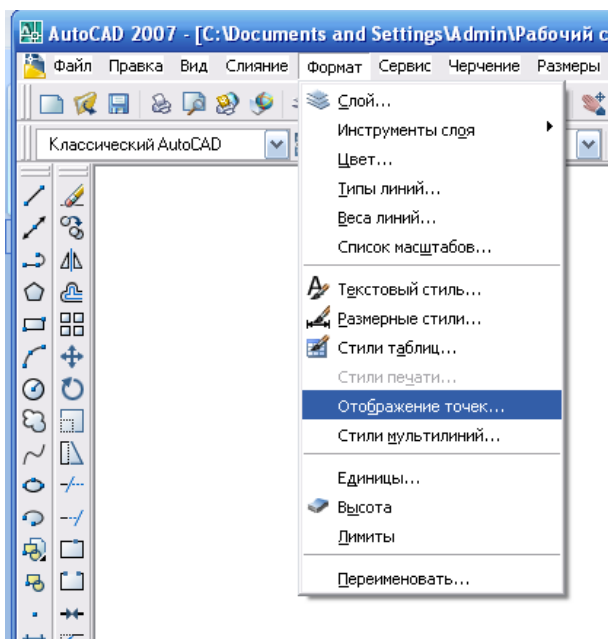 AutoCAD 2007 - [C:\Documents and Settings\Admin\Рабочий с
Файл Правка Вид Слияние Формат Сервис Черчение Размеры
Классический AutoCAD
Слой...
Инструменты слоя
Цвет...
Типы линий...
Веса линий...
Список масштабов...
Текстовый стиль...
Размерные стили...
Стили таблиц...
Стили печати...
Отображение точек...
Стили мультилиний...
Единицы...
Высота
Лимиты
Переименовать...